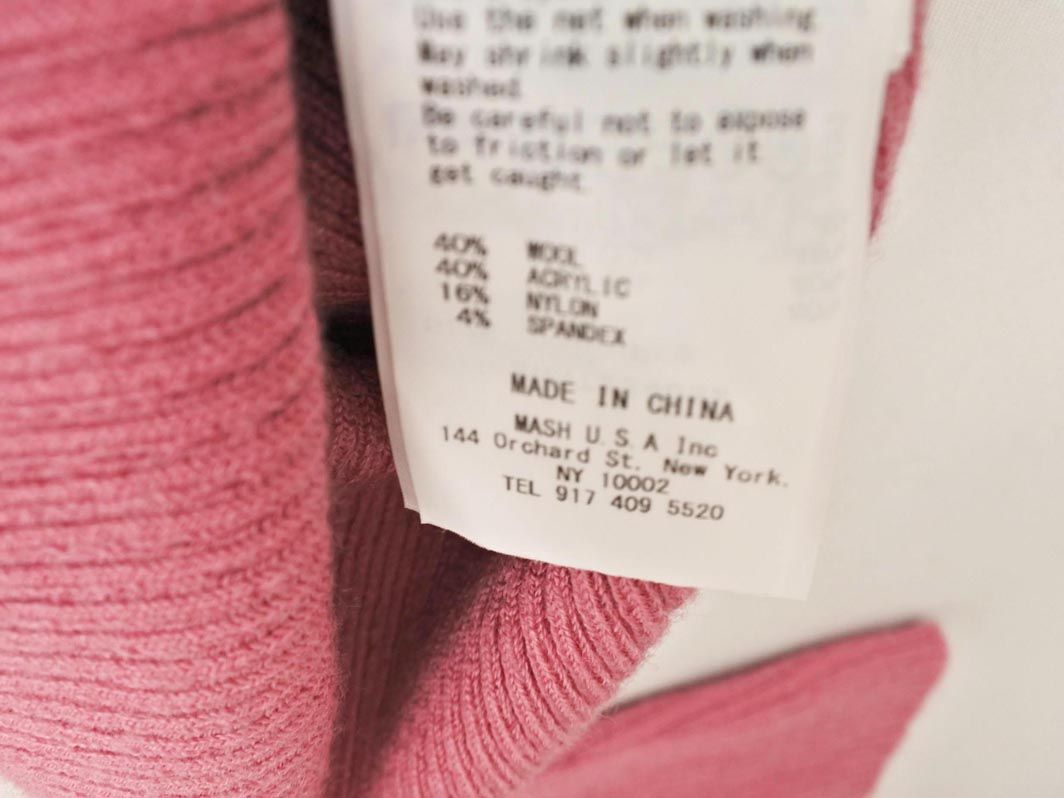 Use the net when washing.
May shrink slightly when
washed.
Be careful not to expose
to friction or let it
get caught.
40% WOOL
40% ACRYLIC
16% NYLON
4% SPANDEX
MADE IN CHINA
MASH U.S.A Inc
144 Orchard St. New York.
NY 10002
TEL 917 409 5520